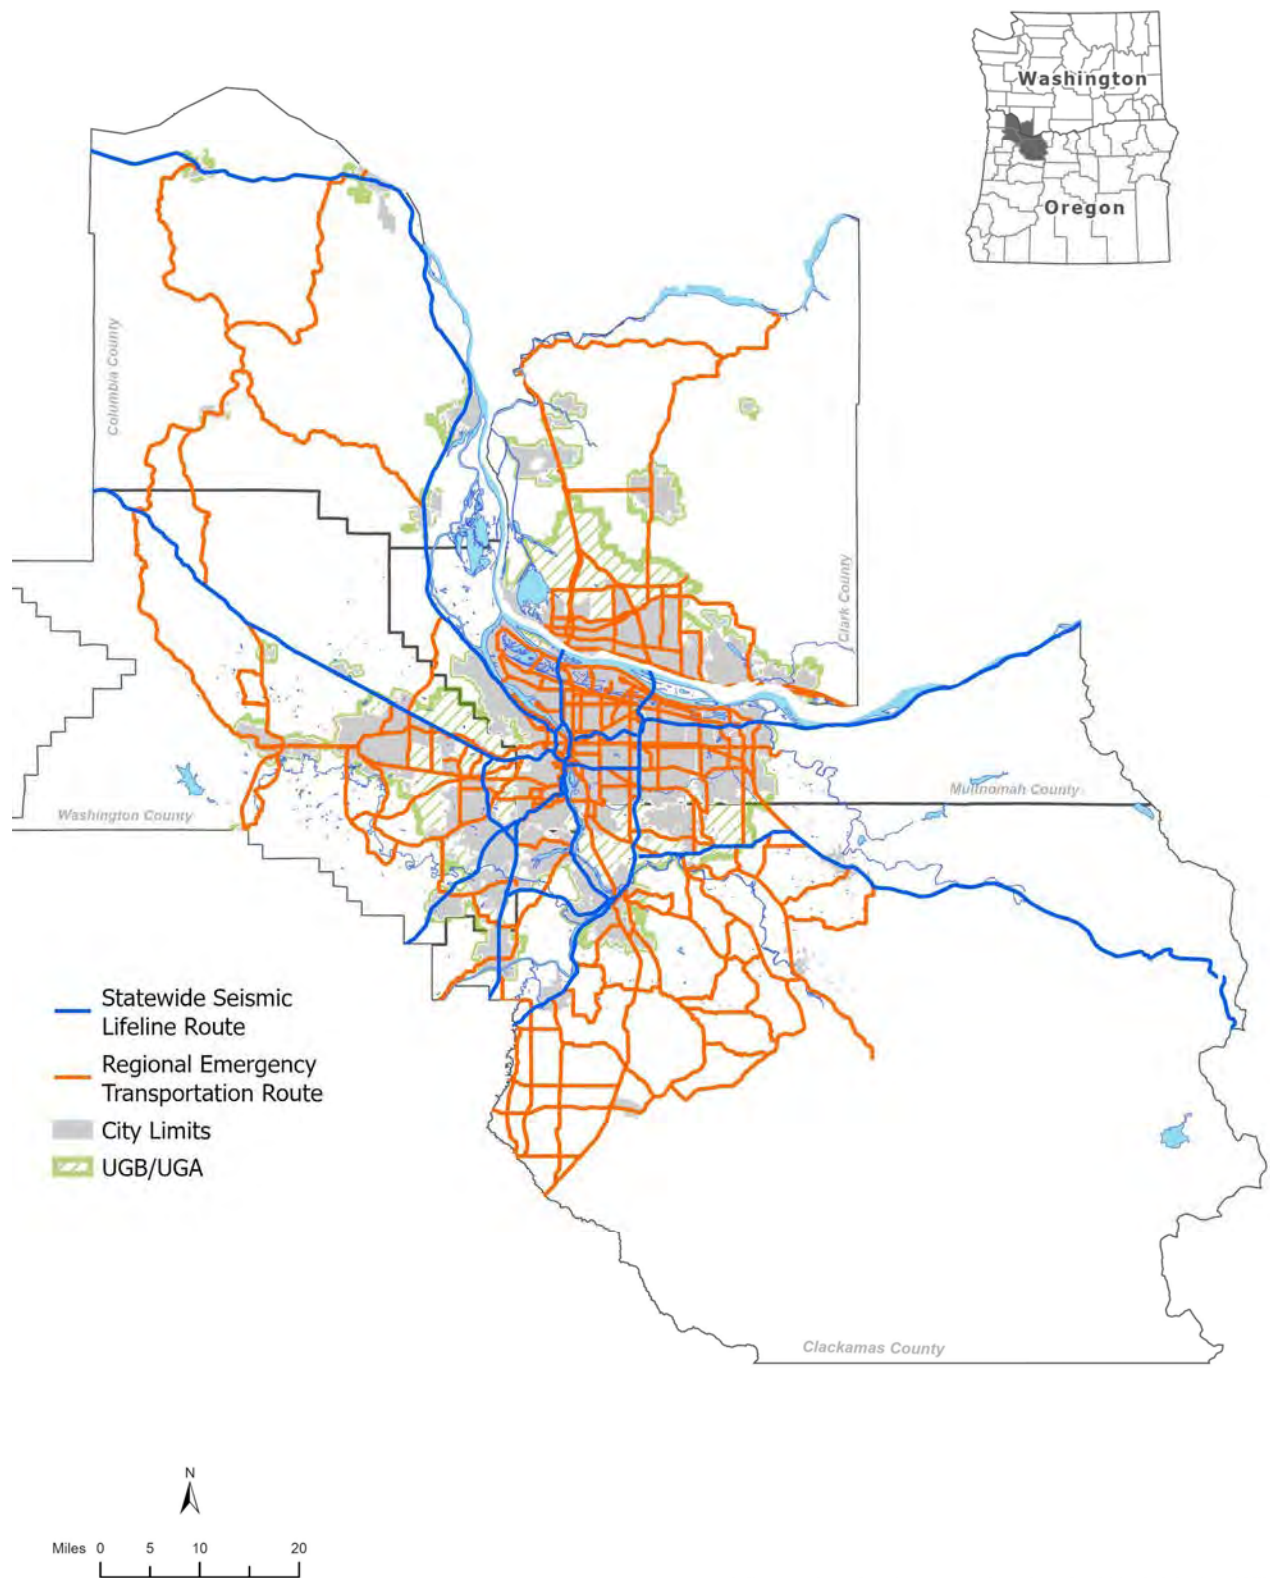 Washington
Oregon
Columbia County
Clark County
Multnomah County
Washington County
Statewide Seismic
Lifeline Route
Regional Emergency
Transportation Route
City Limits
UGB/UGA
Clackamas County
N
Miles 0 5 10 20